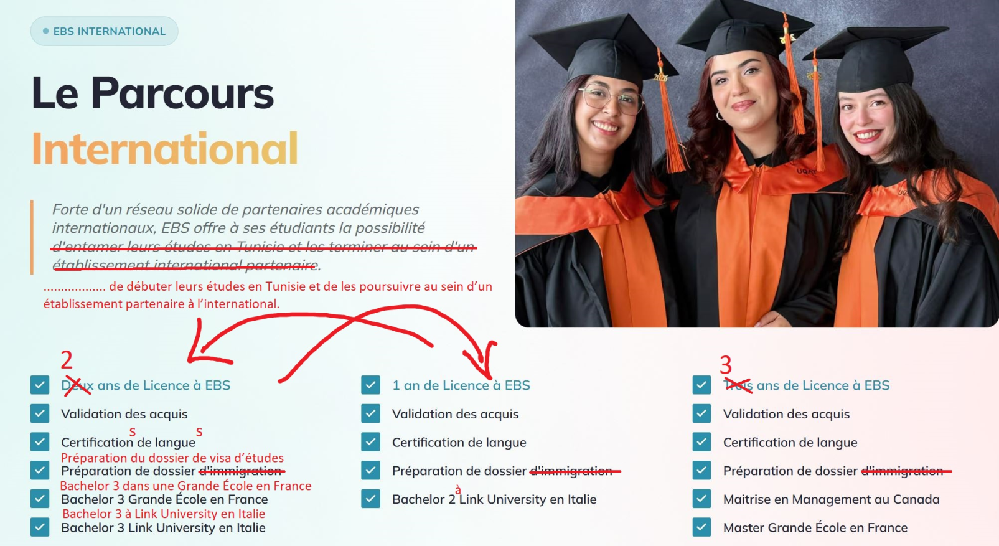 EBS INTERNATIONAL
Le Parcours
International
Forte d'un réseau solide de partenaires académiques
internationaux, EBS offre à ses étudiants la possibilité
d'entamer leurs études en Tunisie et les terminer au sein d'un
établissement international partenaire.
.................. de débuter leurs études en Tunisie et de les poursuivre au sein d’un
établissement partenaire à l’international.
2
Deux ans de Licence à EBS
Validation des acquis
s s
Certification de langue
Préparation du dossier de visa d’études
Préparation de dossier d'immigration
Bachelor 3 dans une Grande École en France
Bachelor 3 Grande École en France
Bachelor 3 à Link University en Italie
Bachelor 3 Link University en Italie
1 an de Licence à EBS
Validation des acquis
Certification de langue
Préparation de dossier d'immigration
à
Bachelor 2 Link University en Italie
3
Trois ans de Licence à EBS
Validation des acquis
Certification de langue
Préparation de dossier d'immigration
Maitrise en Management au Canada
Master Grande École en France
2026
UQAT